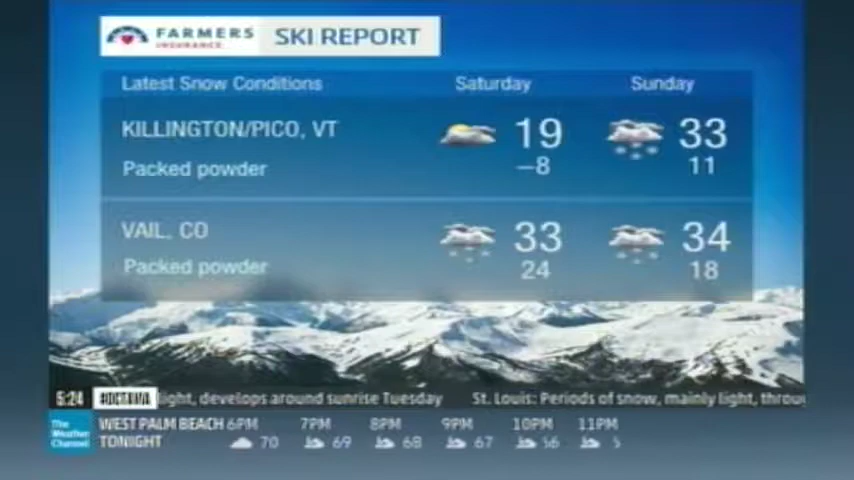 FARMERS INSURANCE SKI REPORT
Latest Snow Conditions Saturday Sunday
KILLINGTON/PICO, VT 19 33
Packed powder –8 11
VAIL, CO 33 34
Packed powder 24 18
5:24 light, develops around sunrise Tuesday St. Louis: Periods of snow, mainly light, throu
The Weather Channel
WEST PALM BEACH 6PM 7PM 8PM 9PM 10PM 11PM
TONIGHT 70 69 68 67